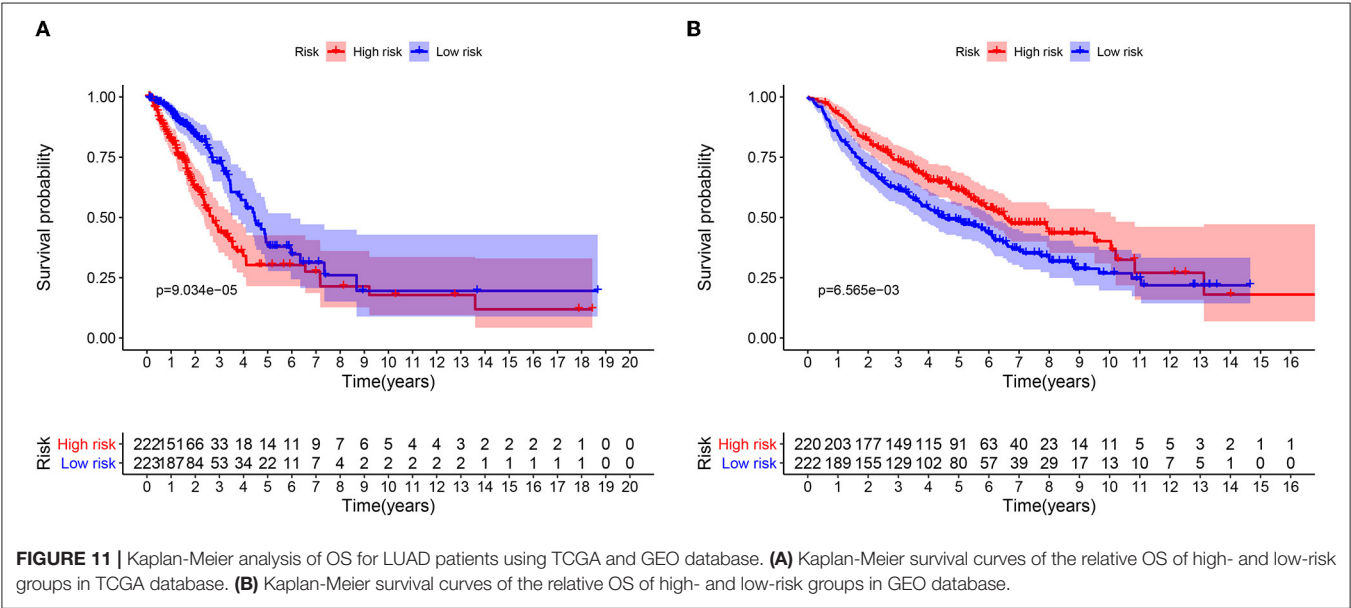 A
Risk High risk Low risk
1.00
0.75
0.50
0.25
0.00
Survival probability
p=9.034e−05
0 1 2 3 4 5 6 7 8 9 10 11 12 13 14 15 16 17 18 19 20
Time(years)
Risk
High risk 222 151 66 33 18 14 11 9 7 6 5 4 4 3 2 2 2 2 1 0 0
Low risk 223 187 84 53 34 22 11 7 4 2 2 2 2 2 1 1 1 1 1 0 0
0 1 2 3 4 5 6 7 8 9 10 11 12 13 14 15 16 17 18 19 20
Time(years)
B
Risk High risk Low risk
1.00
0.75
0.50
0.25
0.00
Survival probability
p=6.565e−03
0 1 2 3 4 5 6 7 8 9 10 11 12 13 14 15 16
Time(years)
Risk
High risk 220 203 177 149 115 91 63 40 23 14 11 5 5 3 2 1 1
Low risk 222 189 155 129 102 80 57 39 29 17 13 10 7 5 1 0 0
0 1 2 3 4 5 6 7 8 9 10 11 12 13 14 15 16
Time(years)
FIGURE 11 | Kaplan-Meier analysis of OS for LUAD patients using TCGA and GEO database. (A) Kaplan-Meier survival curves of the relative OS of high- and low-risk
groups in TCGA database. (B) Kaplan-Meier survival curves of the relative OS of high- and low-risk groups in GEO database.